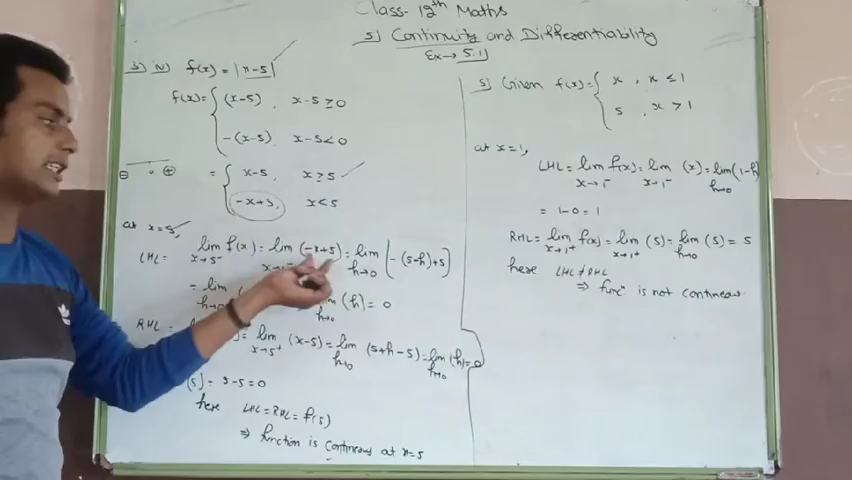 Class- 12th Maths
5) Continuity and Differentiability
Ex→ 5.1
3) iv) f(x) = |x-5|
f(x) = { (x-5) , x-5 ≥ 0
-(x-5) , x-5 < 0
⊖ ⊕
= { x-5 , x ≥ 5
-x+5 , x < 5
at x=5,
LHL = lim x→5⁻ f(x) = lim (-x+5) = lim h→0 [-(5-h)+5]
= lim h→0 (h) = 0
RHL = lim x→5⁺ (x-5) = lim h→0 (5+h-5) = lim h→0 (h) = 0
(5) = 5-5 = 0
here LHL = RHL = f(5)
⇒ function is continuous at x=5
5) Given f(x) = { x , x ≤ 1
5 , x > 1
at x=1,
LHL = lim x→1⁻ f(x) = lim x→1⁻ (x) = lim h→0 (1-h)
= 1-0 = 1
RHL = lim x→1⁺ f(x) = lim x→1⁺ (5) = lim h→0 (5) = 5
here LHL ≠ RHL
⇒ funcⁿ is not continuous